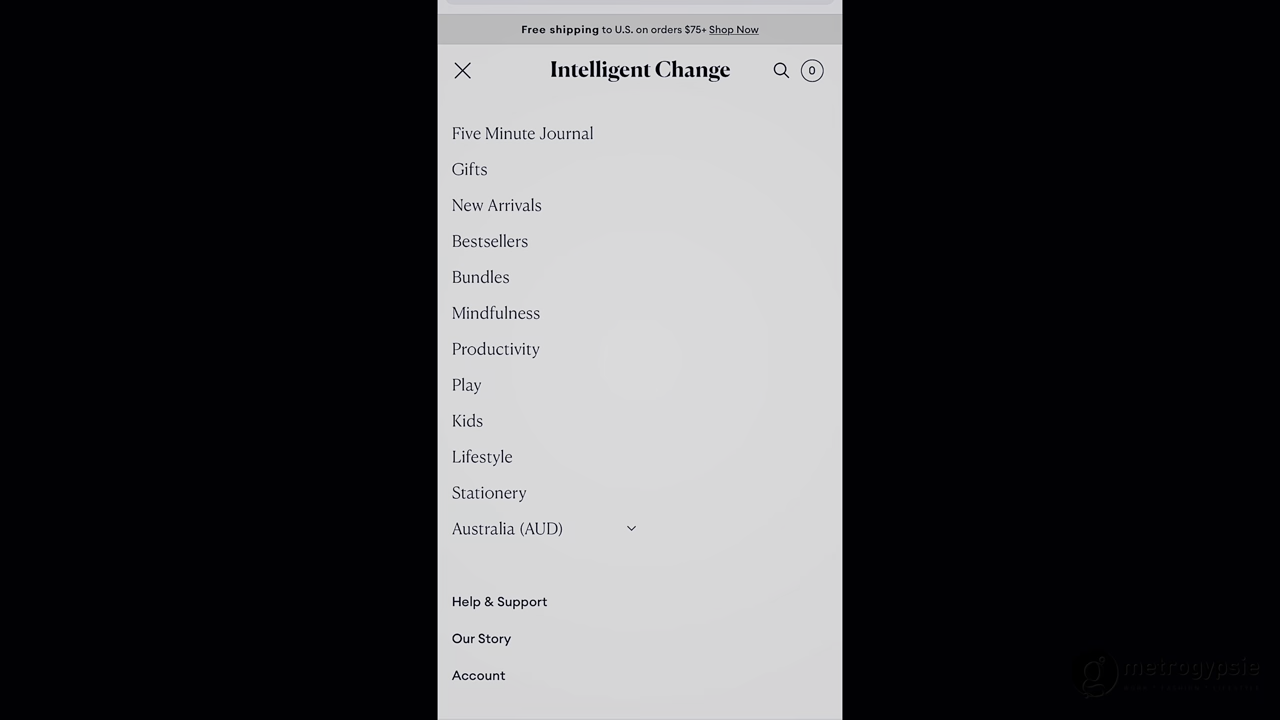 Free shipping to U.S. on orders $75+ Shop Now
Intelligent Change
0
Five Minute Journal
Gifts
New Arrivals
Bestsellers
Bundles
Mindfulness
Productivity
Play
Kids
Lifestyle
Stationery
Australia (AUD)
Help & Support
Our Story
Account
metrogypsie